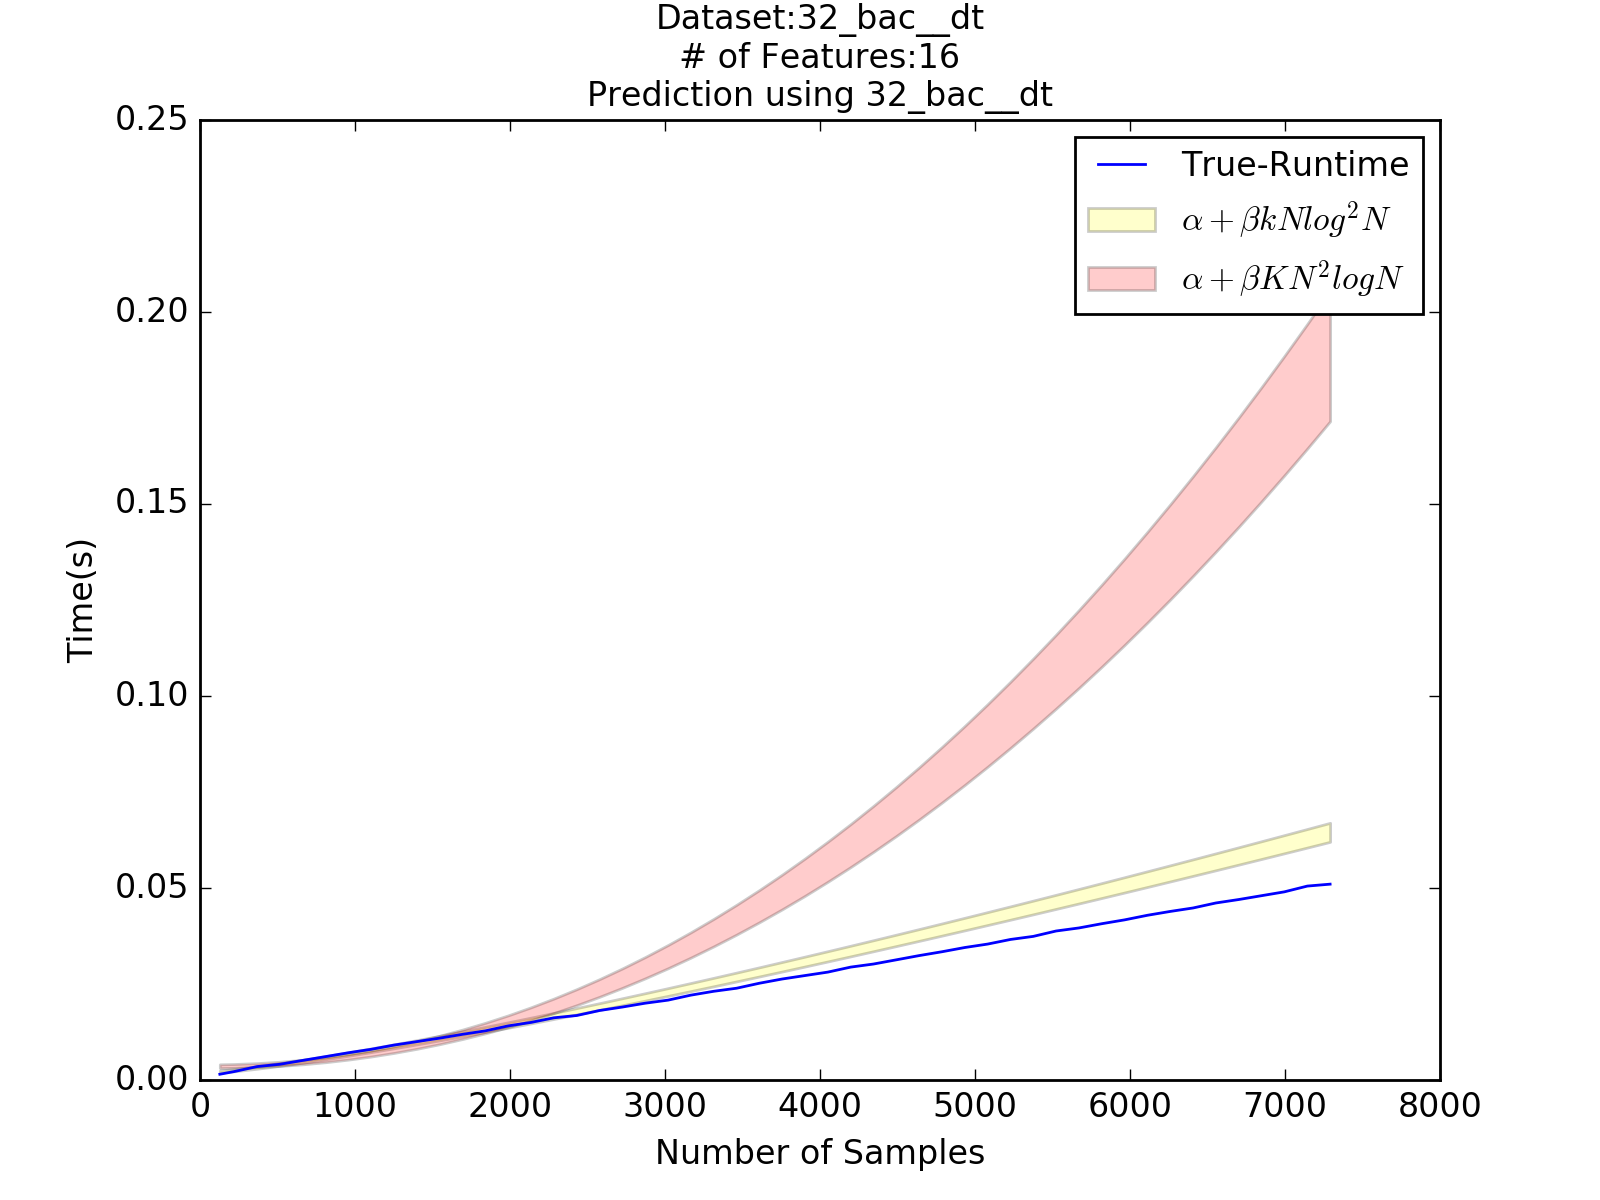 Dataset:32_bac__dt
# of Features:16
Prediction using 32_bac__dt
0.25
0.20
0.15
0.10
0.05
0.00
Time(s)
True-Runtime
α + βkNlog²N
α + βKN²logN
0 1000 2000 3000 4000 5000 6000 7000 8000
Number of Samples